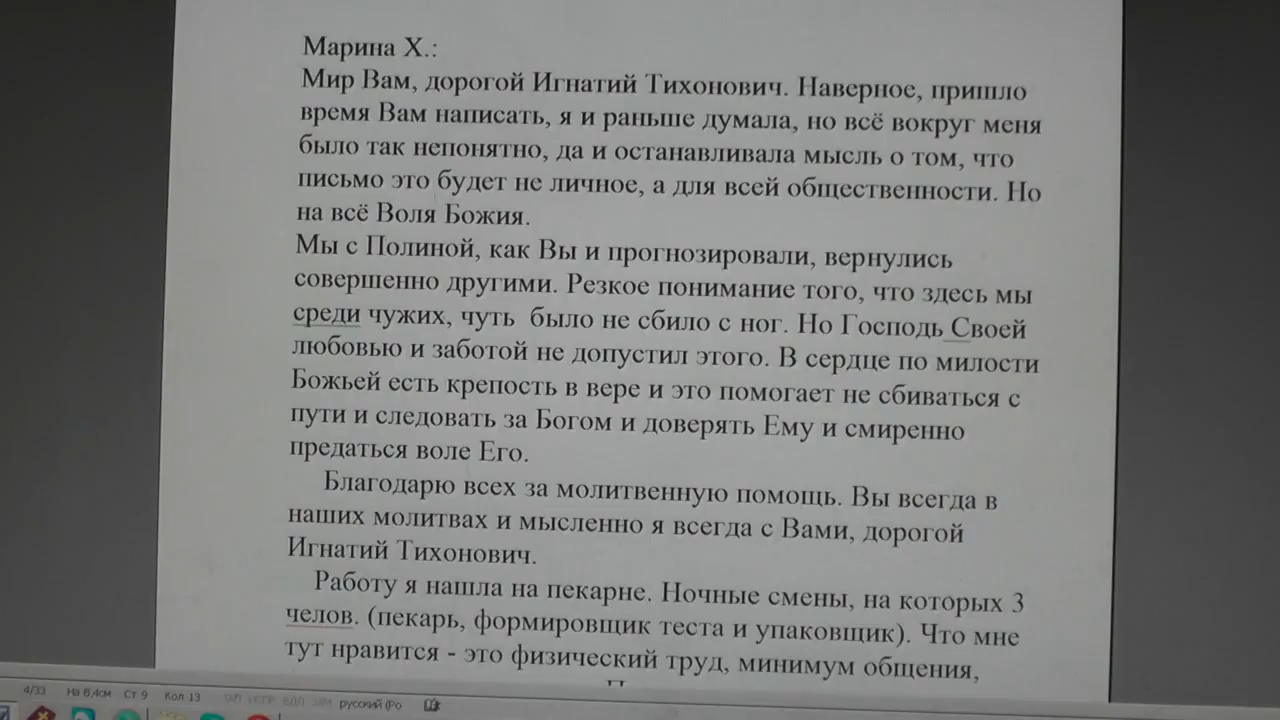 Марина Х.:
Мир Вам, дорогой Игнатий Тихонович. Наверное, пришло
время Вам написать, я и раньше думала, но всё вокруг меня
было так непонятно, да и останавливала мысль о том, что
письмо это будет не личное, а для всей общественности. Но
на всё Воля Божия.
Мы с Полиной, как Вы и прогнозировали, вернулись
совершенно другими. Резкое понимание того, что здесь мы
среди чужих, чуть  было не сбило с ног. Но Господь Своей
любовью и заботой не допустил этого. В сердце по милости
Божьей есть крепость в вере и это помогает не сбиваться с
пути и следовать за Богом и доверять Ему и смиренно
предаться воле Его.
Благодарю всех за молитвенную помощь. Вы всегда в
наших молитвах и мысленно я всегда с Вами, дорогой
Игнатий Тихонович.
Работу я нашла на пекарне. Ночные смены, на которых 3
челов. (пекарь, формировщик теста и упаковщик). Что мне
тут нравится - это физический труд, минимум общения,
4/33 На 8,4см Ст 9 Кол 13 ЗАП ИСПР ВДЛ ЗАМ русский (Ро